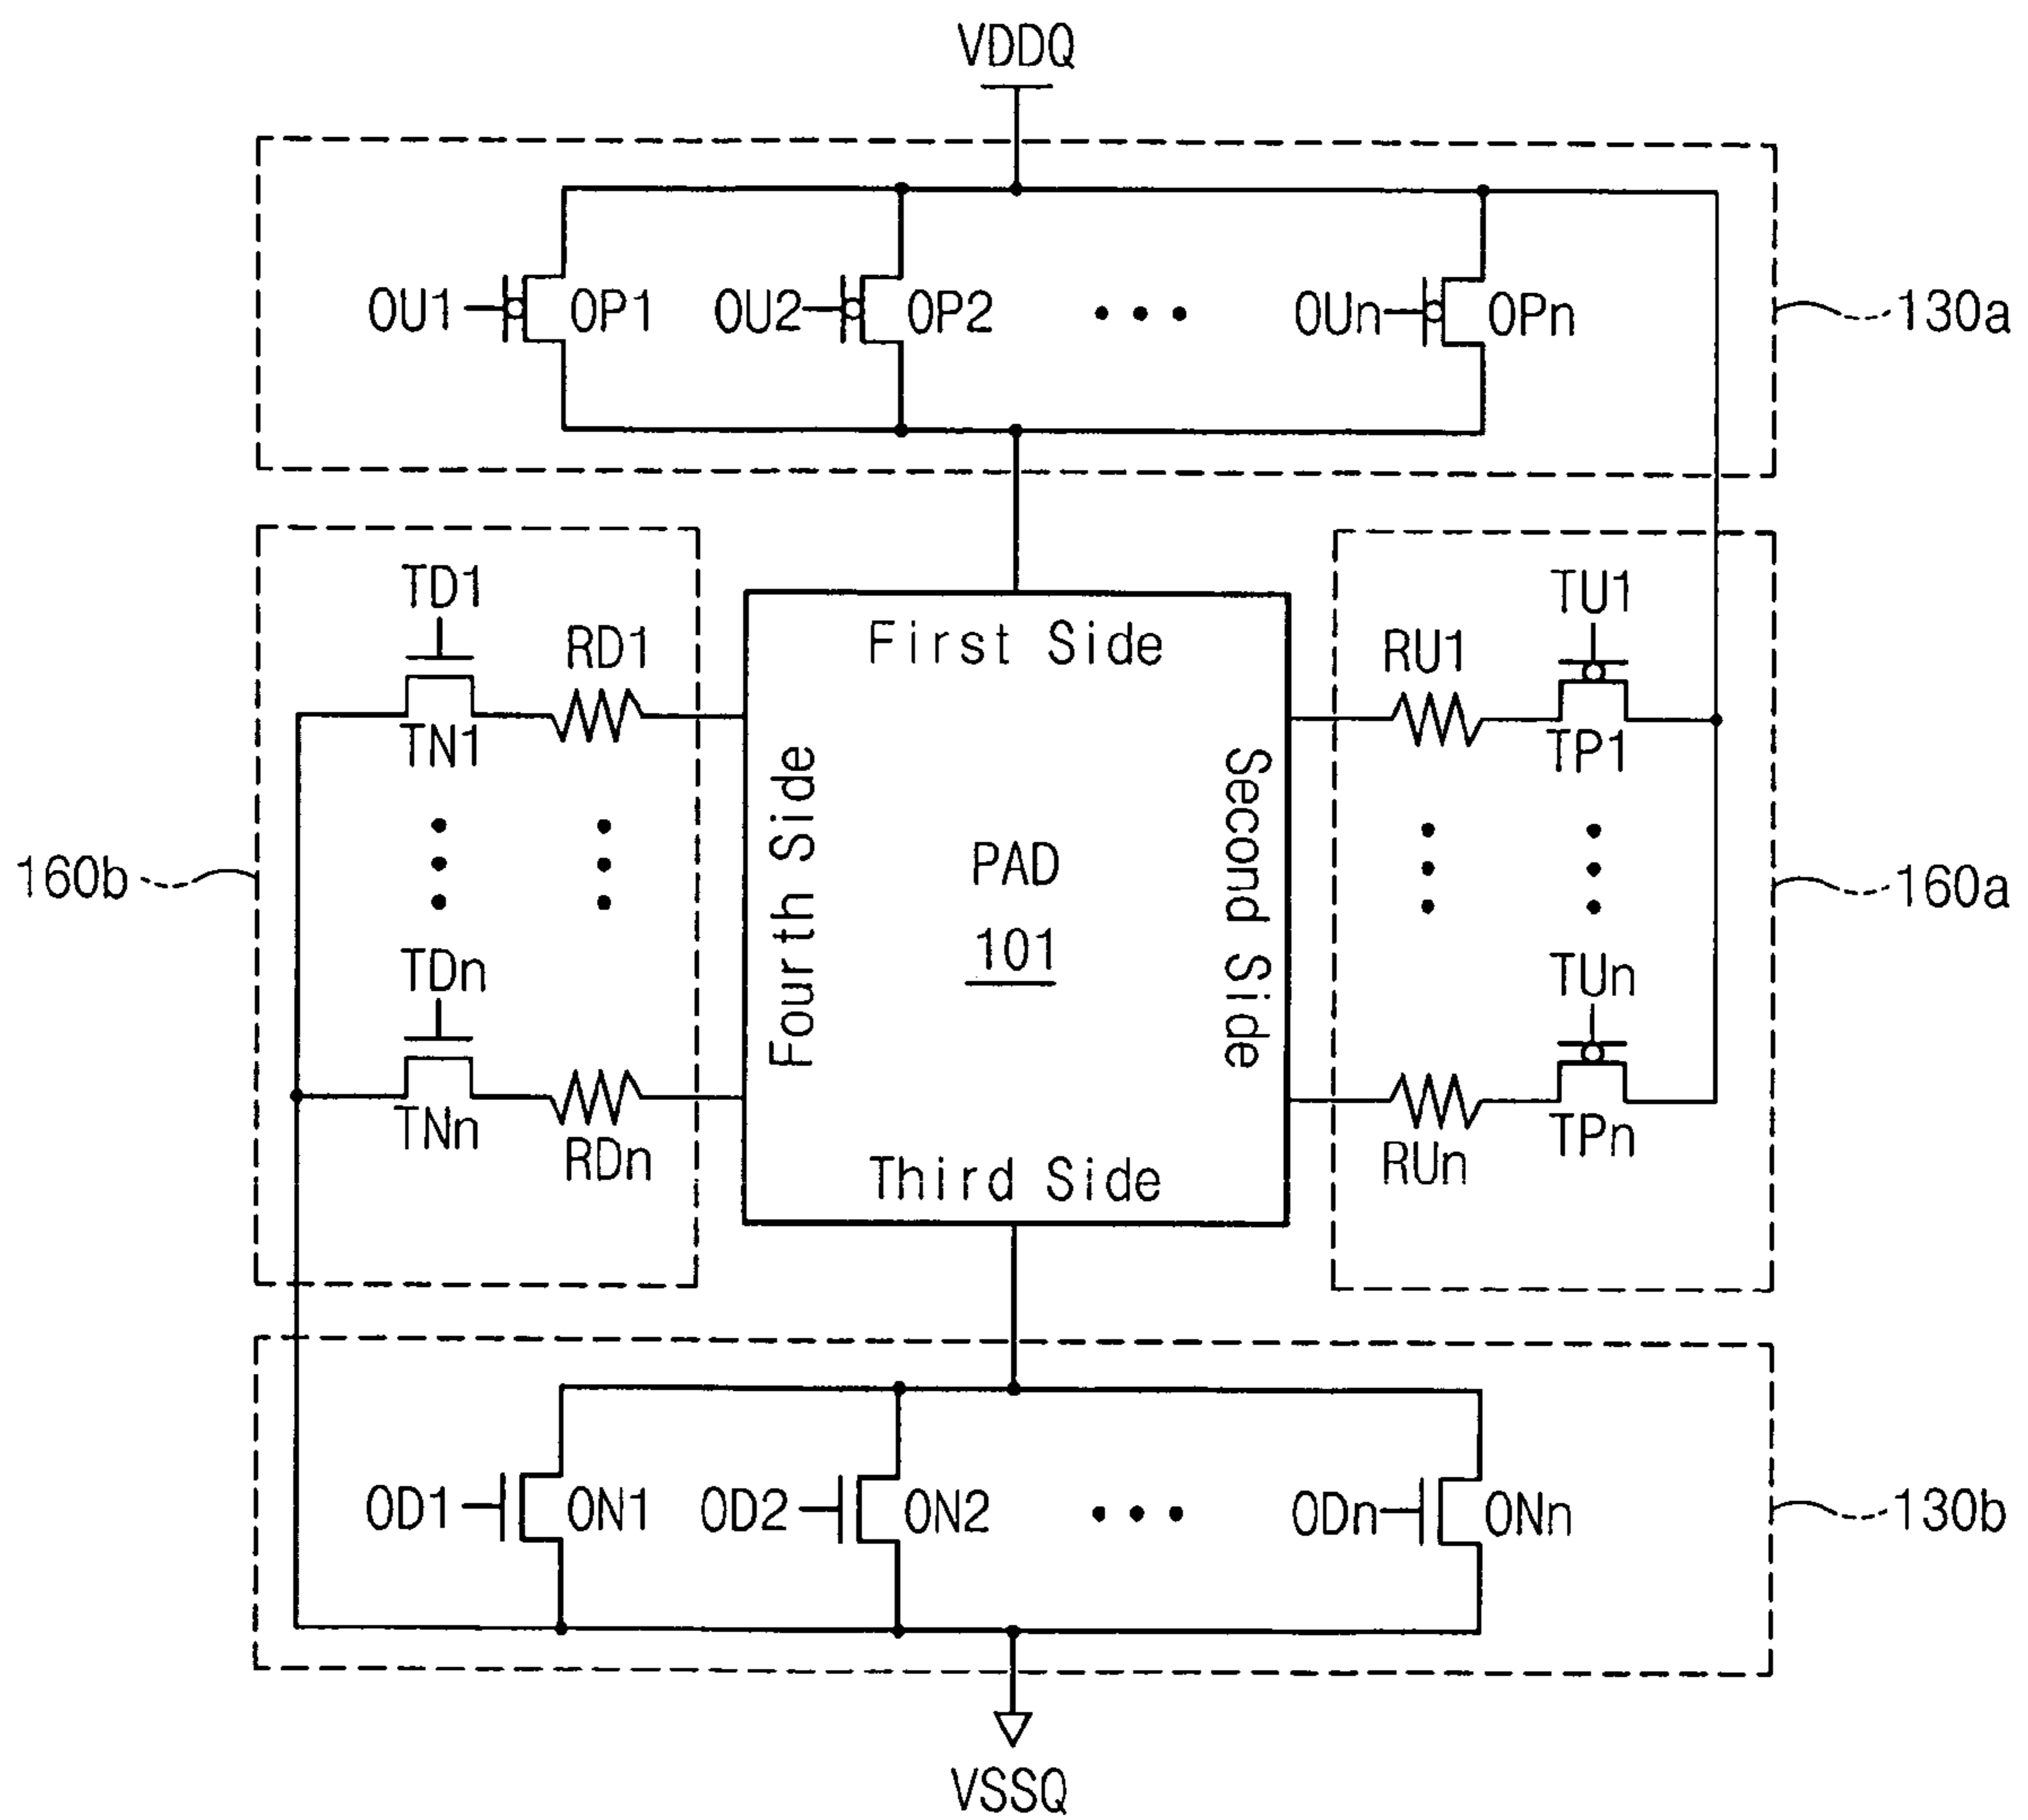 VDDQ
OU1 OP1 OU2 OP2 OUn OPn 130a
TD1 RD1 TN1
TDn TNn RDn
160b
First Side
Second Side
Third Side
Fourth Side
PAD
101
RU1 TU1 TP1
TUn RUn TPn
160a
OD1 ON1 OD2 ON2 ODn ONn 130b
VSSQ